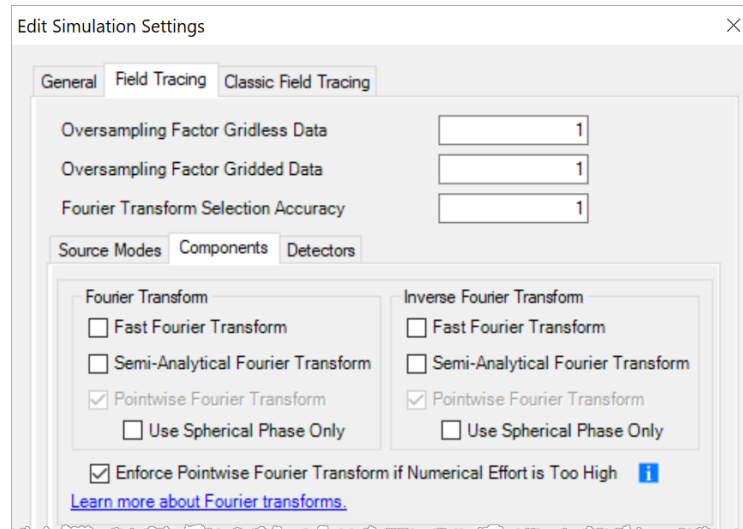 Edit Simulation Settings
General Field Tracing Classic Field Tracing
Oversampling Factor Gridless Data 1
Oversampling Factor Gridded Data 1
Fourier Transform Selection Accuracy 1
Source Modes Components Detectors
Fourier Transform
Fast Fourier Transform
Semi-Analytical Fourier Transform
Pointwise Fourier Transform
Use Spherical Phase Only
Inverse Fourier Transform
Fast Fourier Transform
Semi-Analytical Fourier Transform
Pointwise Fourier Transform
Use Spherical Phase Only
Enforce Pointwise Fourier Transform if Numerical Effort is Too High i
Learn more about Fourier transforms.